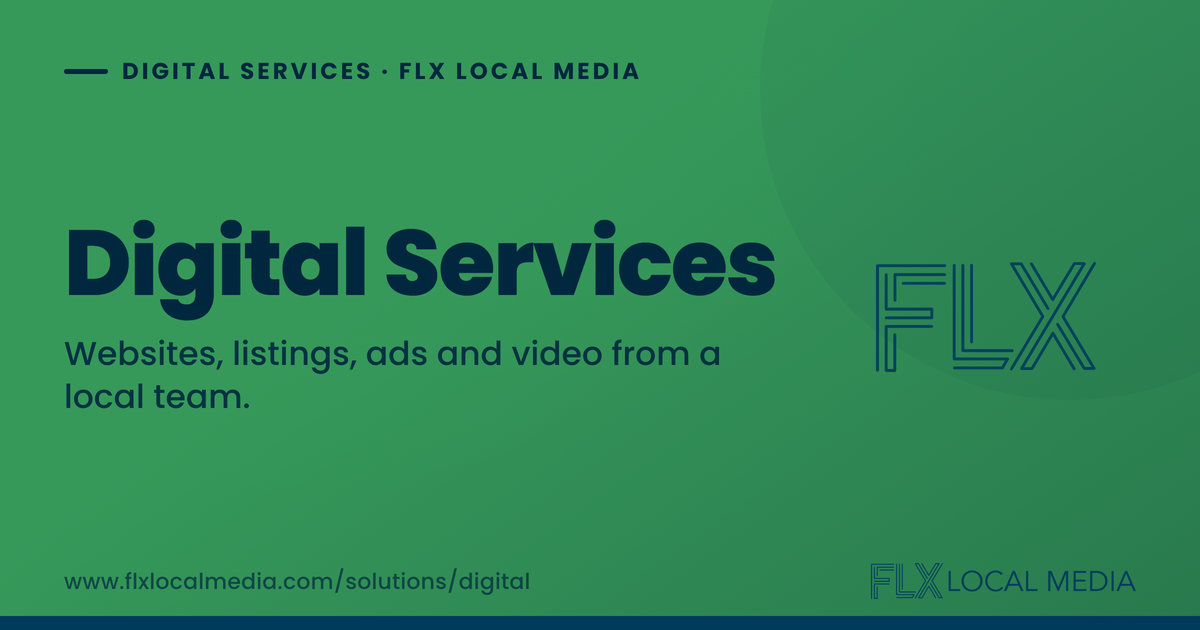 DIGITAL SERVICES · FLX LOCAL MEDIA
Digital Services
Websites, listings, ads and video from a
local team.
FLX
www.flxlocalmedia.com/solutions/digital
FLX LOCAL MEDIA